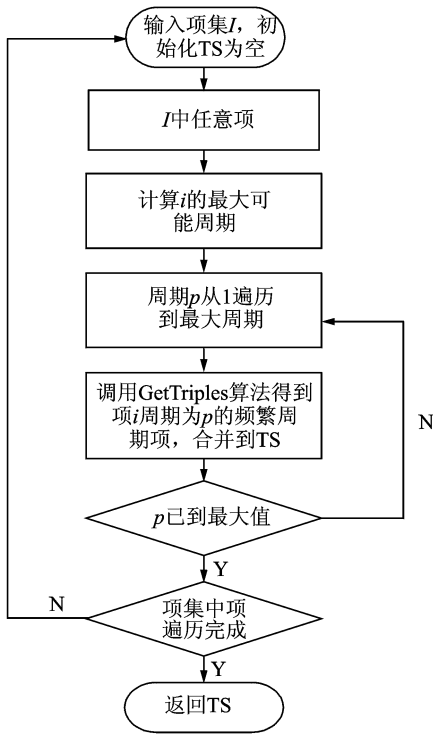 输入项集I，初
始化TS为空
I中任意项
计算i的最大可
能周期
周期p从1遍历
到最大周期
调用GetTriples算法得到
项i周期为p的频繁周
期项，合并到TS
N
p已到最大值
Y
N
项集中项
遍历完成
Y
返回TS